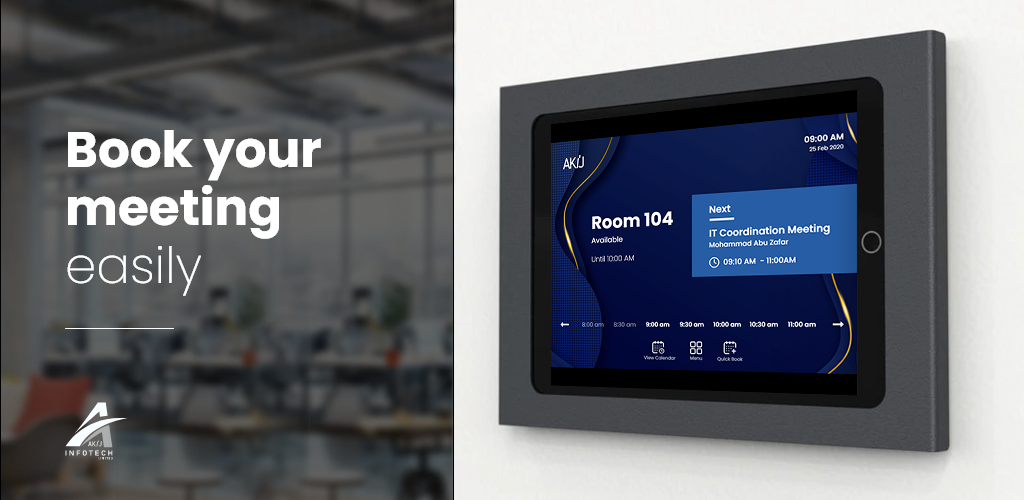 Book your
meeting
easily
AKIJ
INFOTECH
LIMITED
AKIJ
09:00 AM
25 Feb 2020
Room 104
Available
Until 10:00 AM
Next
IT Coordination Meeting
Mohammad Abu Zafar
09:10 AM - 11:00AM
8:00 am 8:30 am 9:00 am 9:30 am 10:00 am 10:30 am 11:00 am
View Calendar Menu Quick Book